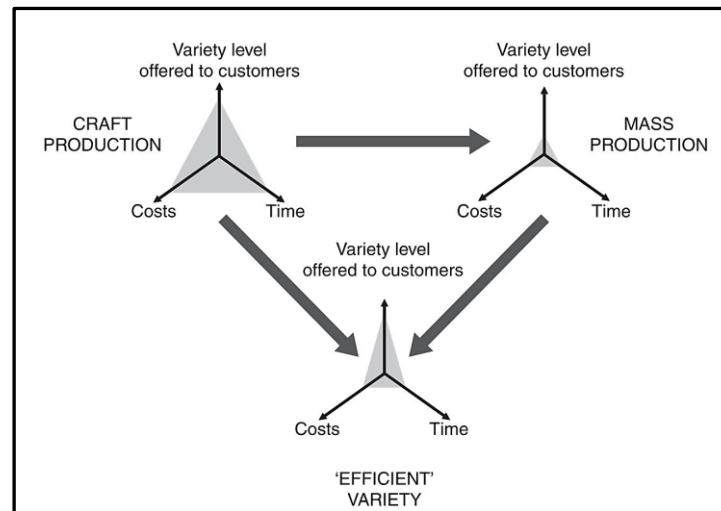 Variety level
offered to customers
CRAFT
PRODUCTION
Costs
Time
Variety level
offered to customers
MASS
PRODUCTION
Costs
Time
Variety level
offered to customers
Costs
Time
‘EFFICIENT’
VARIETY